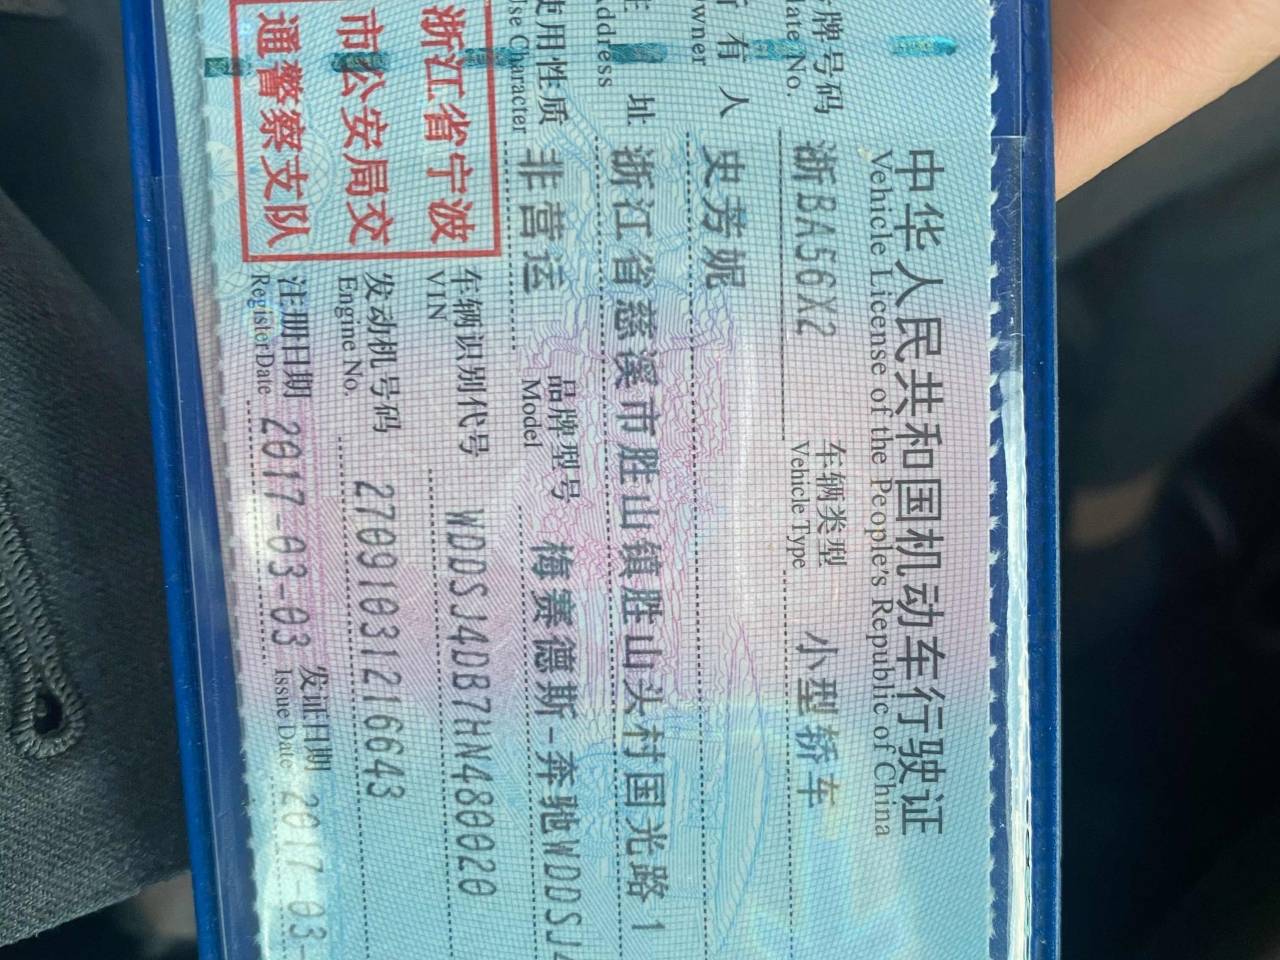 中华人民共和国机动车行驶证
Vehicle License of the People's Republic of China
号牌号码 浙BA56X2 车辆类型 小型轿车
Plate No. Vehicle Type
所有人 史芳妮
Owner
住址 浙江省慈溪市胜山镇胜山头村国光路1
Address
使用性质 非营运 品牌型号 梅赛德斯-奔驰WDDSJ4
Use Character Model
浙江省宁波
市公安局交
通警察支队
车辆识别代号 WDDSJ4DB7HN480020
VIN
发动机号码 27091031216643
Engine No.
注册日期 2017-03-03 发证日期 2017-03-
Register Date Issue Date